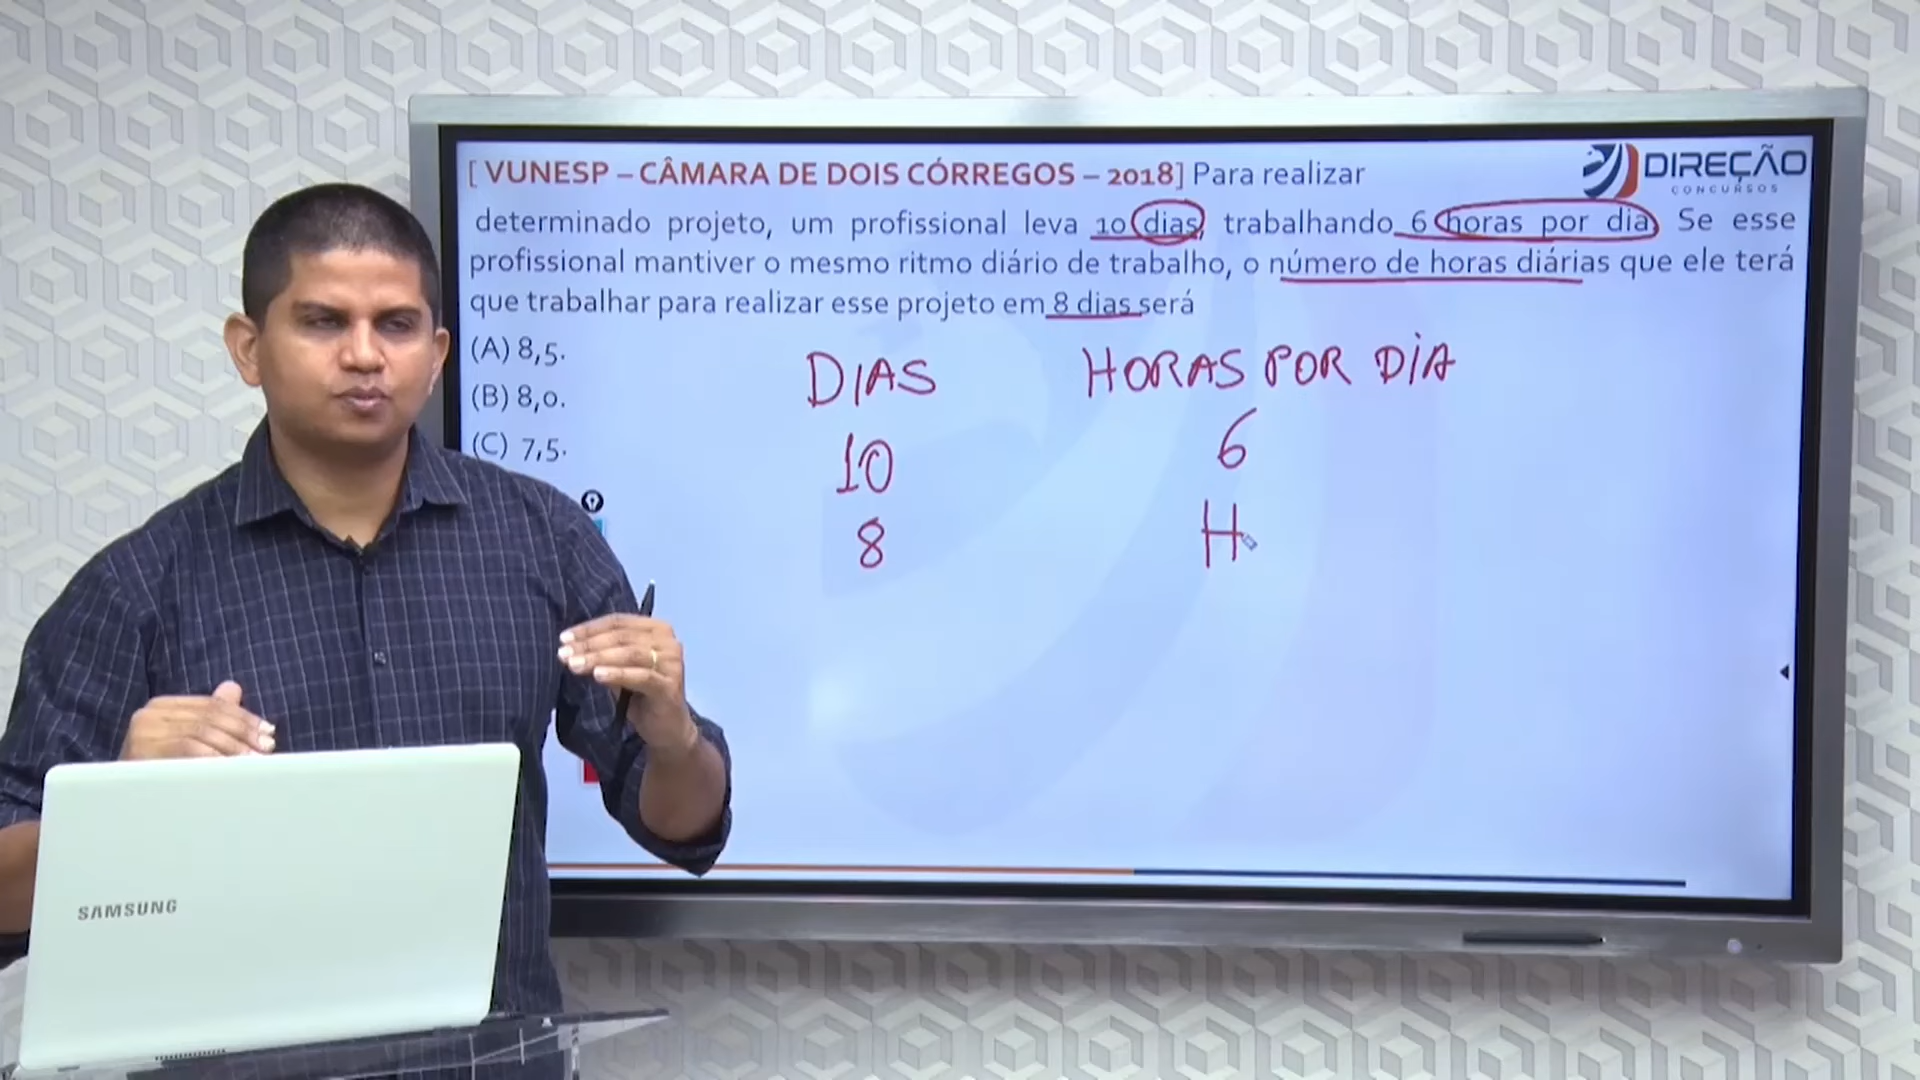 [ VUNESP – CÂMARA DE DOIS CÓRREGOS – 2018] Para realizar
DIREÇÃO
CONCURSOS
determinado projeto, um profissional leva 10 dias, trabalhando 6 horas por dia. Se esse
profissional mantiver o mesmo ritmo diário de trabalho, o número de horas diárias que ele terá
que trabalhar para realizar esse projeto em 8 dias será
(A) 8,5.
(B) 8,0.
(C) 7,5.
DIAS HORAS POR DIA
10 6
8 H
SAMSUNG